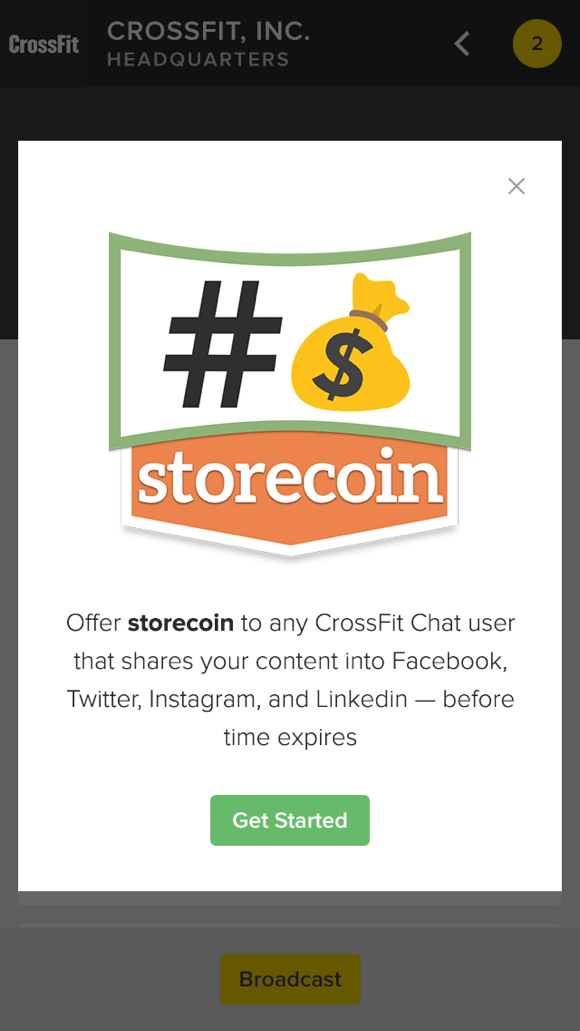 CrossFit
CROSSFIT, INC.
HEADQUARTERS
2
#$
storecoin
Offer storecoin to any CrossFit Chat user
that shares your content into Facebook,
Twitter, Instagram, and Linkedin — before
time expires
Get Started
Broadcast